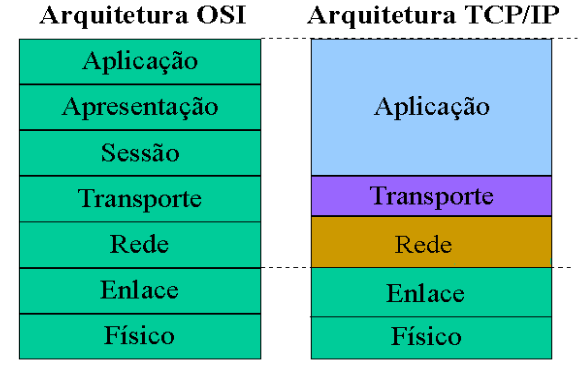 Arquitetura OSI
Aplicação
Apresentação
Sessão
Transporte
Rede
Enlace
Físico
Arquitetura TCP/IP
Aplicação
Transporte
Rede
Enlace
Físico